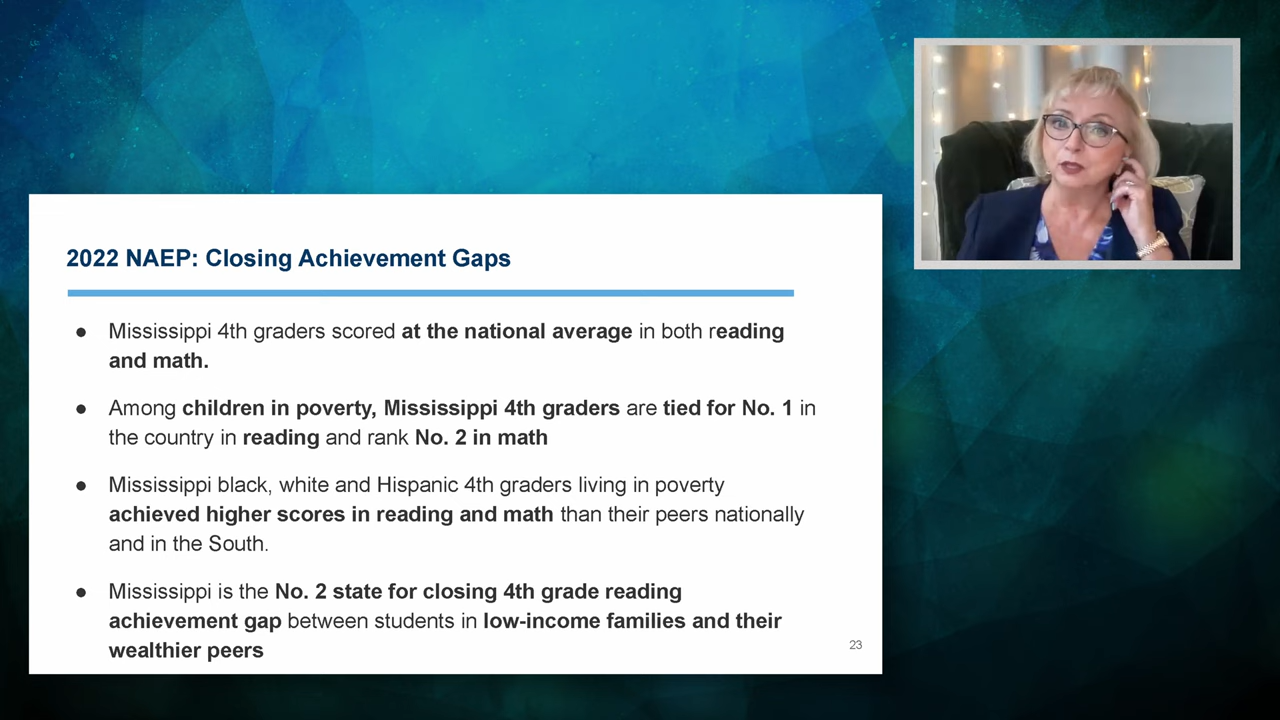 2022 NAEP: Closing Achievement Gaps
● Mississippi 4th graders scored at the national average in both reading
and math.
● Among children in poverty, Mississippi 4th graders are tied for No. 1 in
the country in reading and rank No. 2 in math
● Mississippi black, white and Hispanic 4th graders living in poverty
achieved higher scores in reading and math than their peers nationally
and in the South.
● Mississippi is the No. 2 state for closing 4th grade reading
achievement gap between students in low-income families and their
wealthier peers
23